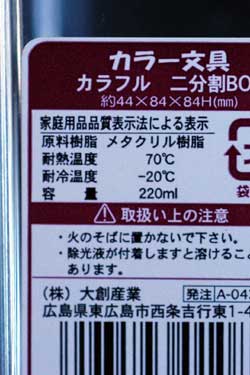 カラー文具
カラフル 二分割BO
約44×84×84H(mm)
家庭用品品質表示法による表示
原料樹脂 メタクリル樹脂
耐熱温度 70℃
耐冷温度 -20℃
容量 220ml
⚠取扱い上の注意
・火のそばに置かないで下さい。
・除光液が付着しますと溶けること
あります。
(株)大創産業 発注 A-04
広島県東広島市西条吉行東1-4
袋